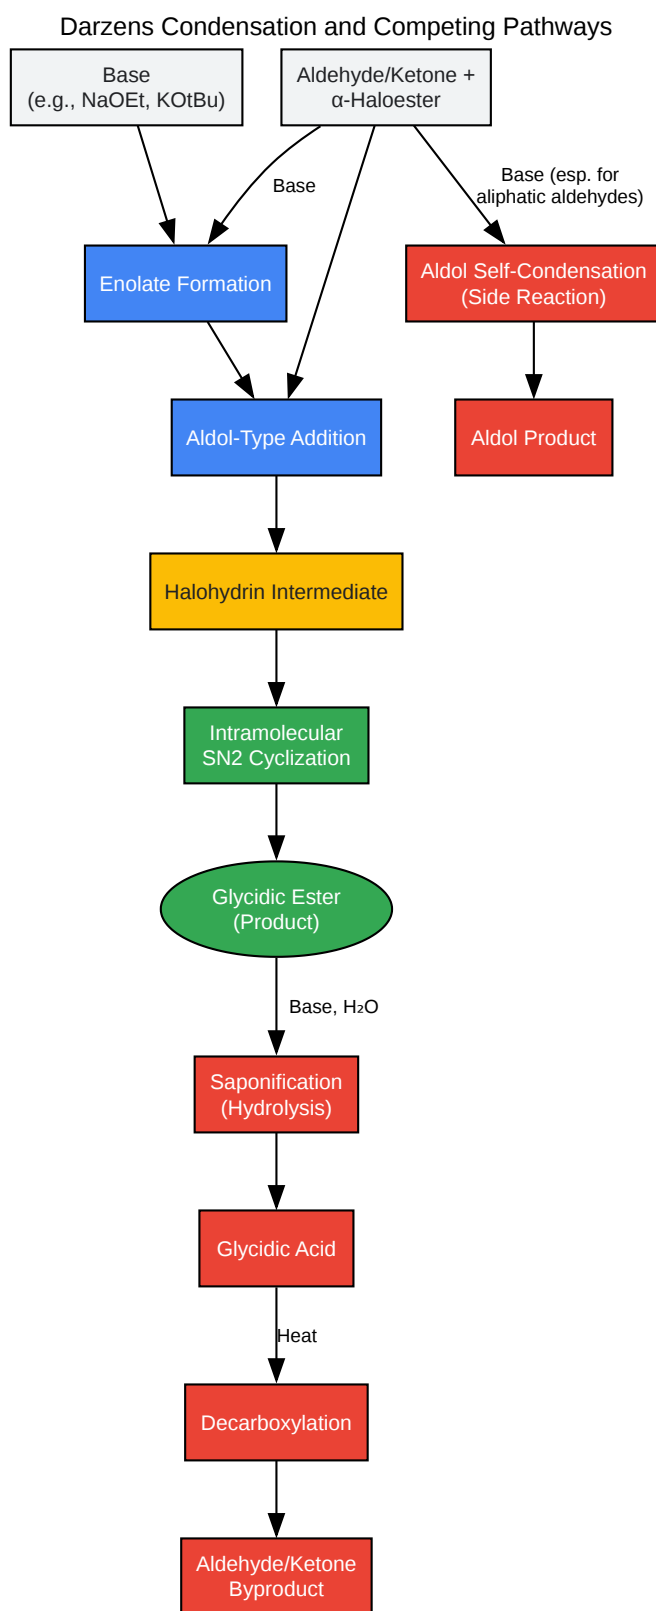 Darzens Condensation and Competing Pathways
Base
(e.g., NaOEt, KOtBu)
Aldehyde/Ketone +
α-Haloester
Base
Base (esp. for
aliphatic aldehydes)
Enolate Formation
Aldol Self-Condensation
(Side Reaction)
Aldol-Type Addition
Aldol Product
Halohydrin Intermediate
Intramolecular
SN2 Cyclization
Glycidic Ester
(Product)
Base, H₂O
Saponification
(Hydrolysis)
Glycidic Acid
Heat
Decarboxylation
Aldehyde/Ketone
Byproduct